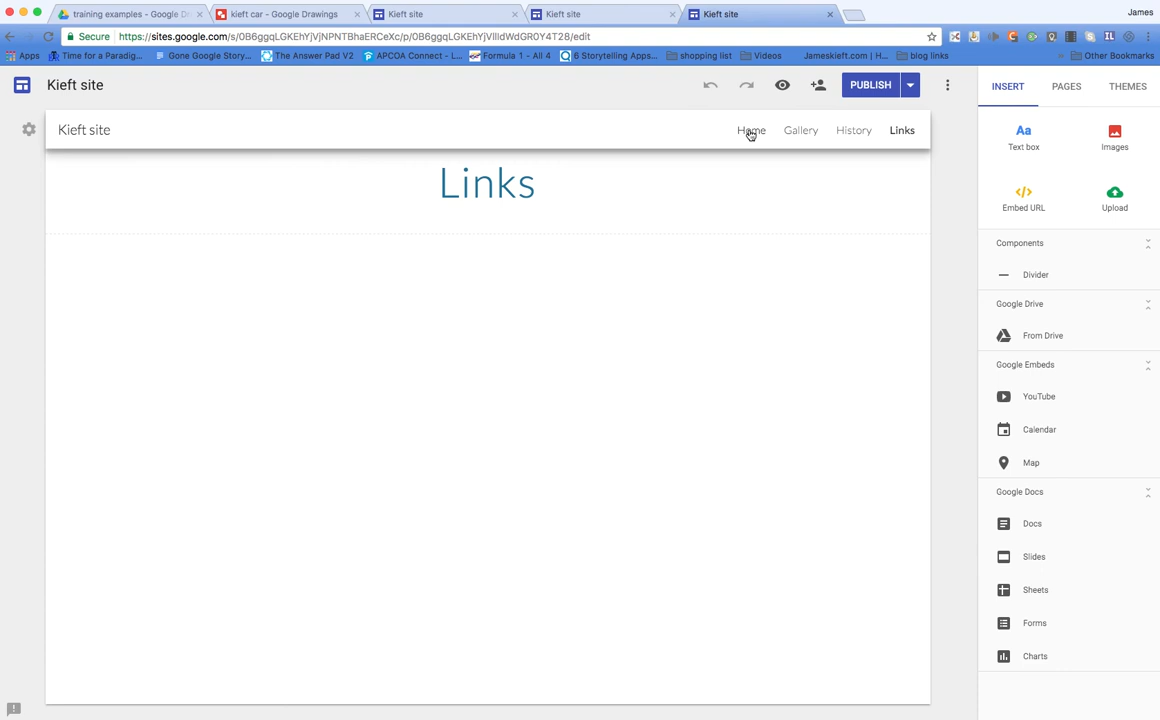 training examples - Google D
kieft car - Google Drawings
Kieft site
Kieft site
Kieft site
James
Secure
https://sites.google.com/s/0B6ggqLGKEhYjVjNPNTBhaERCeXc/p/0B6ggqLGKEhYjVlldWdGR0Y4T28/edit
Apps
Time for a Paradig...
Gone Google Story...
The Answer Pad V2
APCOA Connect - L...
Formula 1 - All 4
6 Storytelling Apps...
shopping list
Videos
Jameskieft.com | H...
blog links
»
Other Bookmarks
Kieft site
PUBLISH
INSERT
PAGES
THEMES
Kieft site
Home
Gallery
History
Links
Links
Aa
Text box
Images
Embed URL
Upload
Components
Divider
Google Drive
From Drive
Google Embeds
YouTube
Calendar
Map
Google Docs
Docs
Slides
Sheets
Forms
Charts